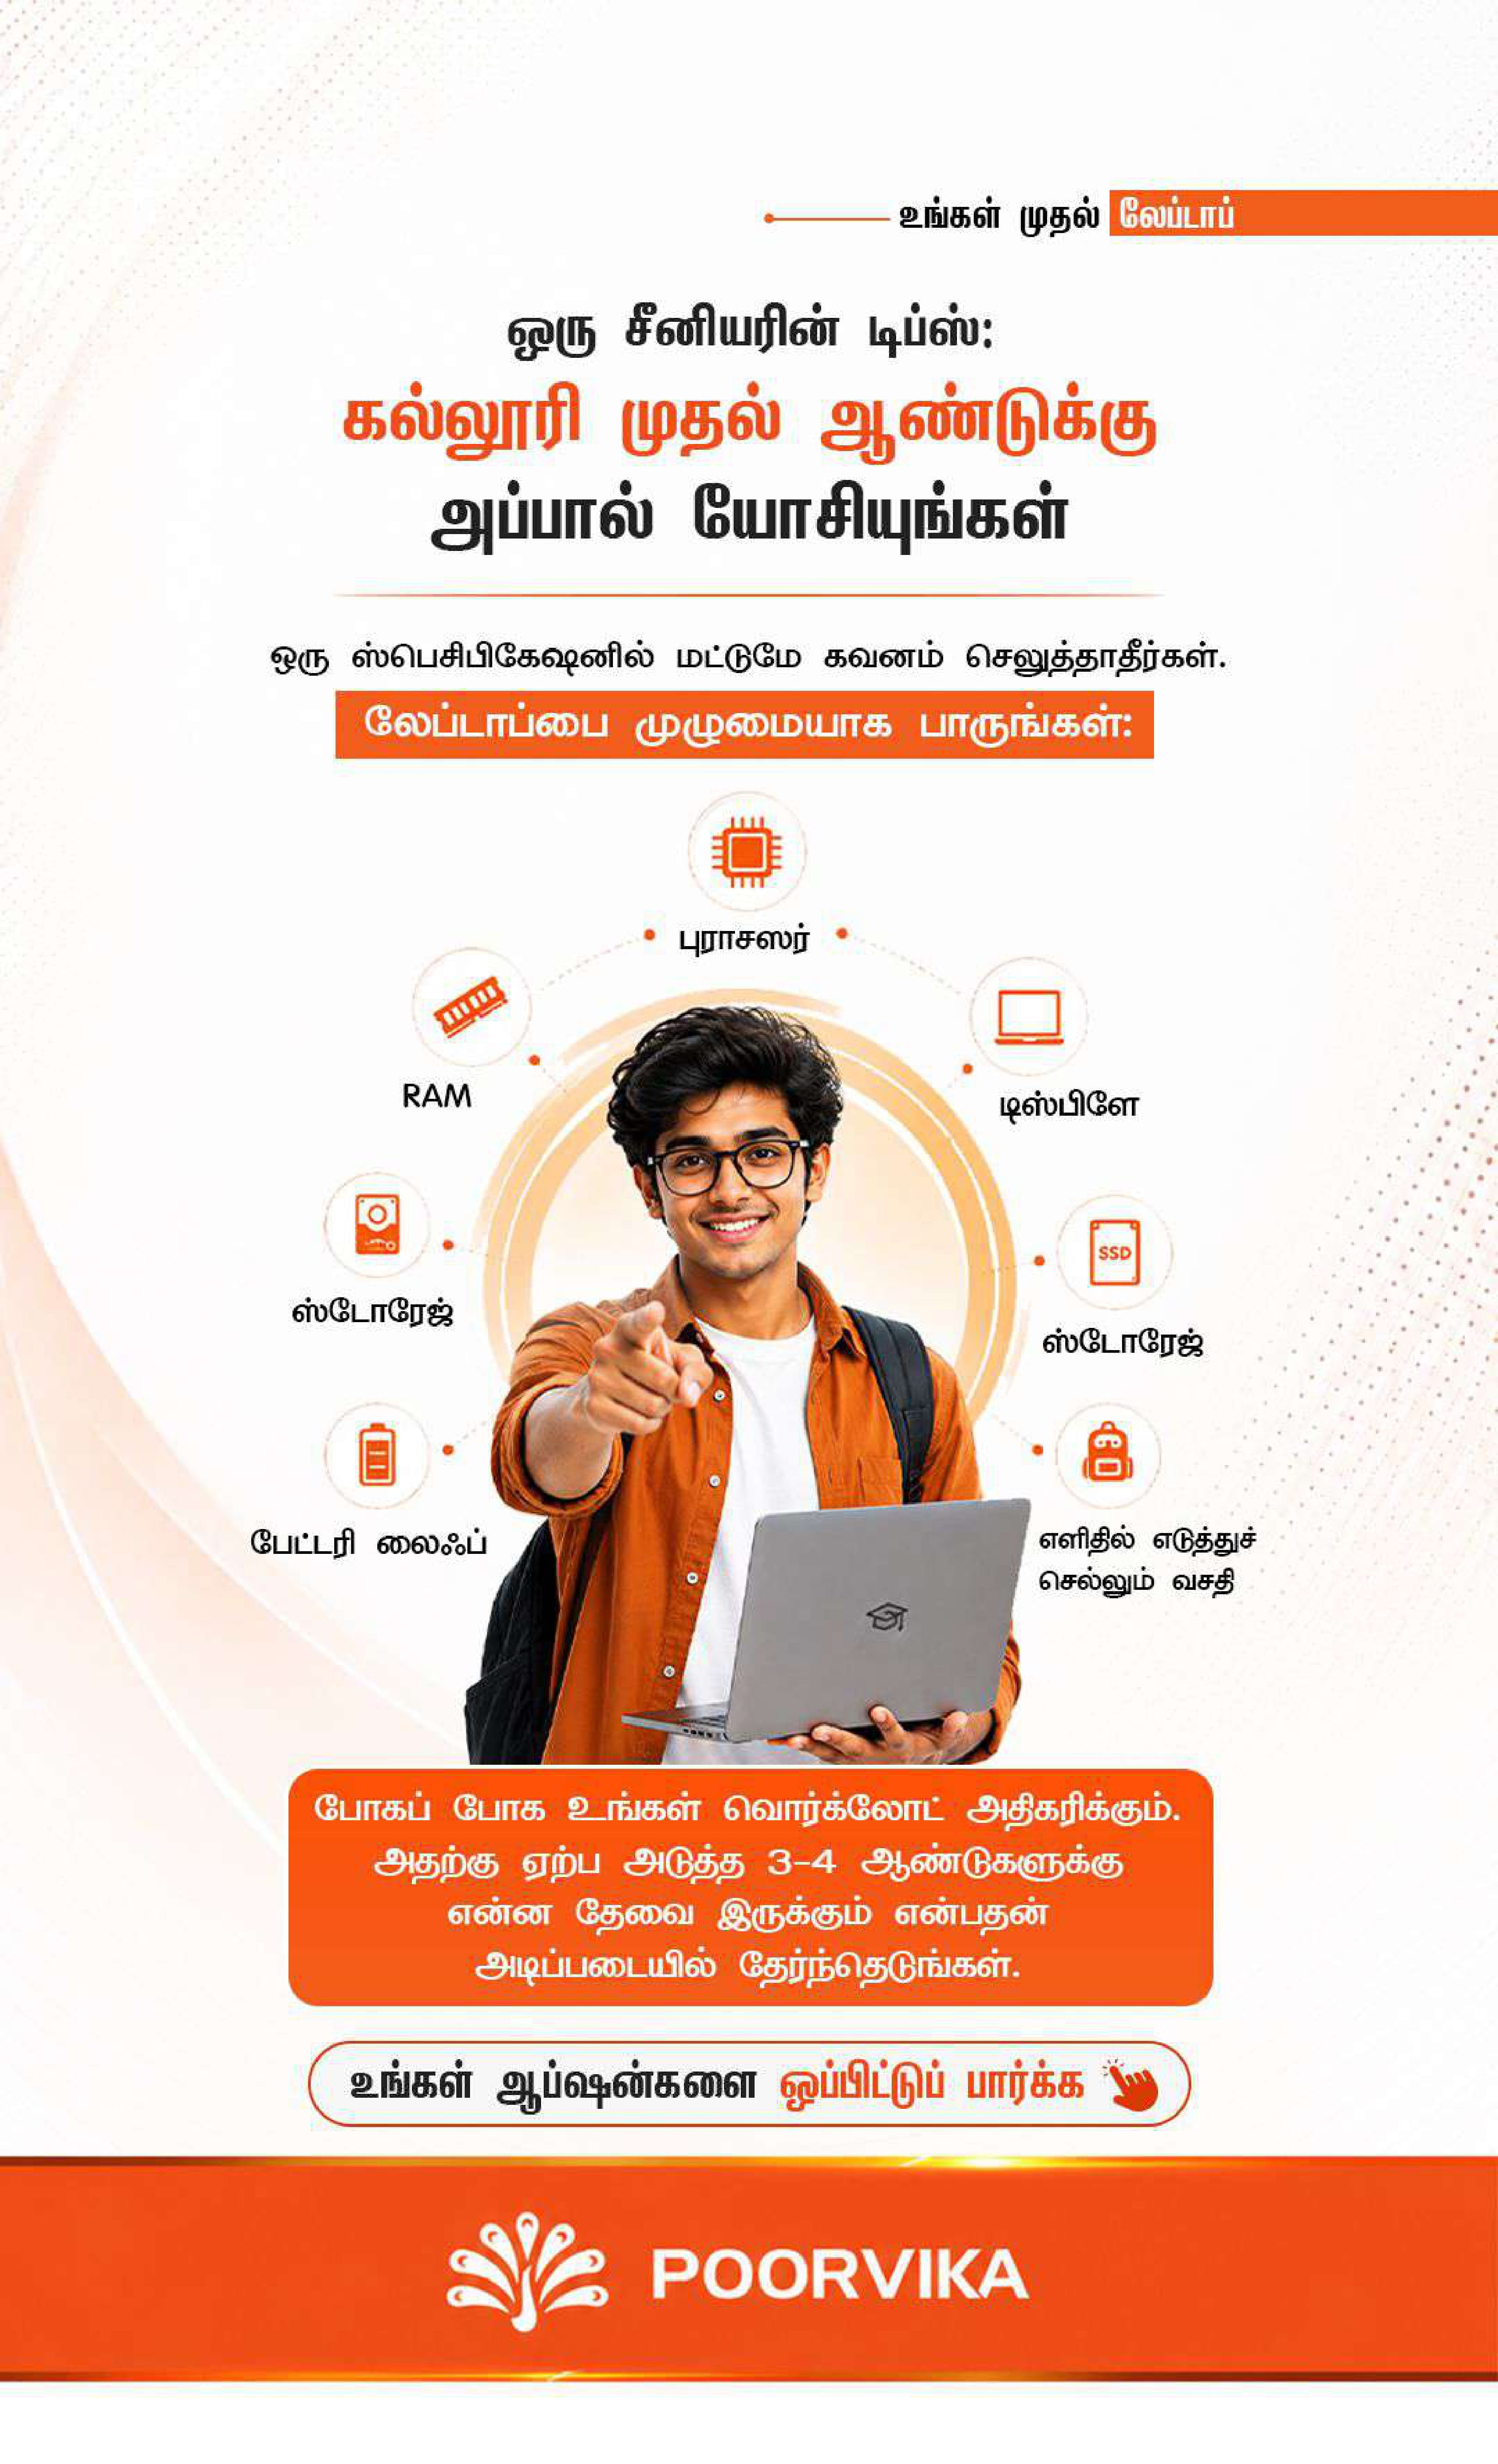 உங்கள் முதல் லேப்டாப்
ஒரு சீனியரின் டிப்ஸ்:
கல்லூரி முதல் ஆண்டுக்கு
அப்பால் யோசியுங்கள்
ஒரு ஸ்பெசிபிகேஷனில் மட்டுமே கவனம் செலுத்தாதீர்கள்.
லேப்டாப்பை முழுமையாக பாருங்கள்:
புராசஸர்
RAM
டிஸ்பிளே
ஸ்டோரேஜ்
SSD
ஸ்டோரேஜ்
பேட்டரி லைஃப்
எளிதில் எடுத்துச்
செல்லும் வசதி
போகப் போக உங்கள் வொர்க்லோட் அதிகரிக்கும்.
அதற்கு ஏற்ப அடுத்த 3-4 ஆண்டுகளுக்கு
என்ன தேவை இருக்கும் என்பதன்
அடிப்படையில் தேர்ந்தெடுங்கள்.
உங்கள் ஆப்ஷன்களை ஒப்பிட்டுப் பார்க்க
POORVIKA